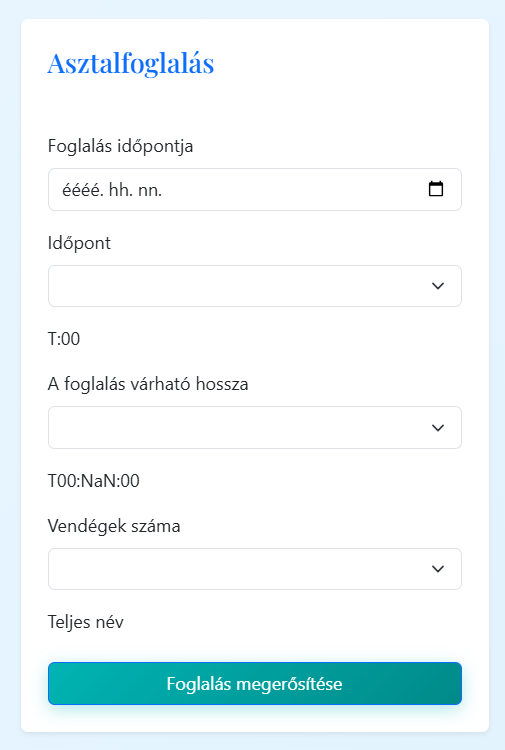 Asztalfoglalás
Foglalás időpontja
éééé. hh. nn.
Időpont
T:00
A foglalás várható hossza
T00:NaN:00
Vendégek száma
Teljes név
Foglalás megerősítése